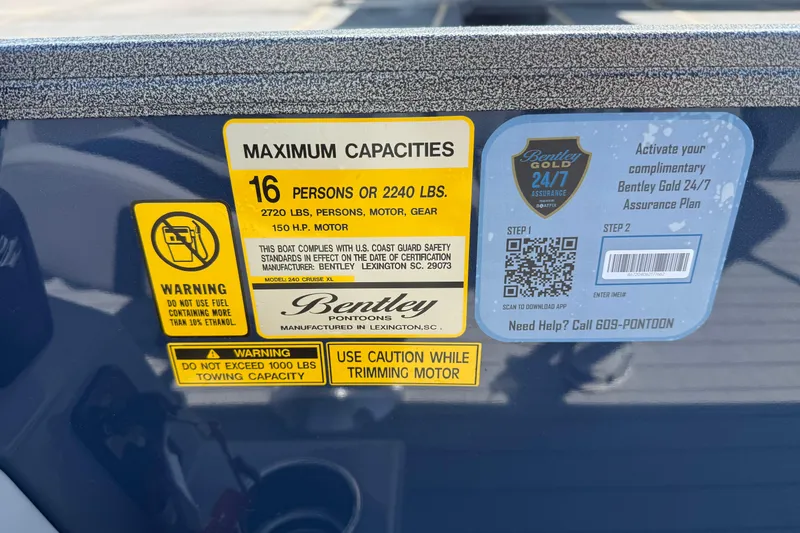 MAXIMUM CAPACITIES
16 PERSONS OR 2240 LBS.
2720 LBS, PERSONS, MOTOR, GEAR
150 H.P. MOTOR
THIS BOAT COMPLIES WITH U.S. COAST GUARD SAFETY
STANDARDS IN EFFECT ON THE DATE OF CERTIFICATION
MANUFACTURER: BENTLEY LEXINGTON SC. 29073
MODEL: 240 CRUISE XL
Bentley
PONTOONS
MANUFACTURED IN LEXINGTON, SC.
WARNING
DO NOT USE FUEL
CONTAINING MORE
THAN 10% ETHANOL.
WARNING
DO NOT EXCEED 1000 LBS
TOWING CAPACITY
USE CAUTION WHILE
TRIMMING MOTOR
Bentley
GOLD
24/7
ASSURANCE
Activate your
complimentary
Bentley Gold 24/7
Assurance Plan
STEP 1
SCAN TO DOWNLOAD APP
STEP 2
ENTER IMEI#
Need Help? Call 609-PONTOON